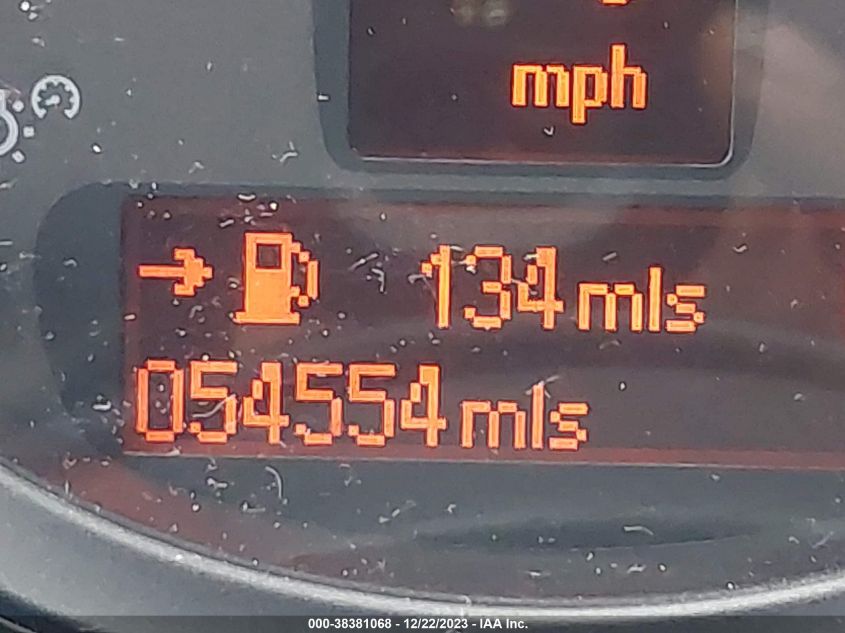 mph
134 mls
054554 mls
000-38381068 - 12/22/2023 - IAA Inc.